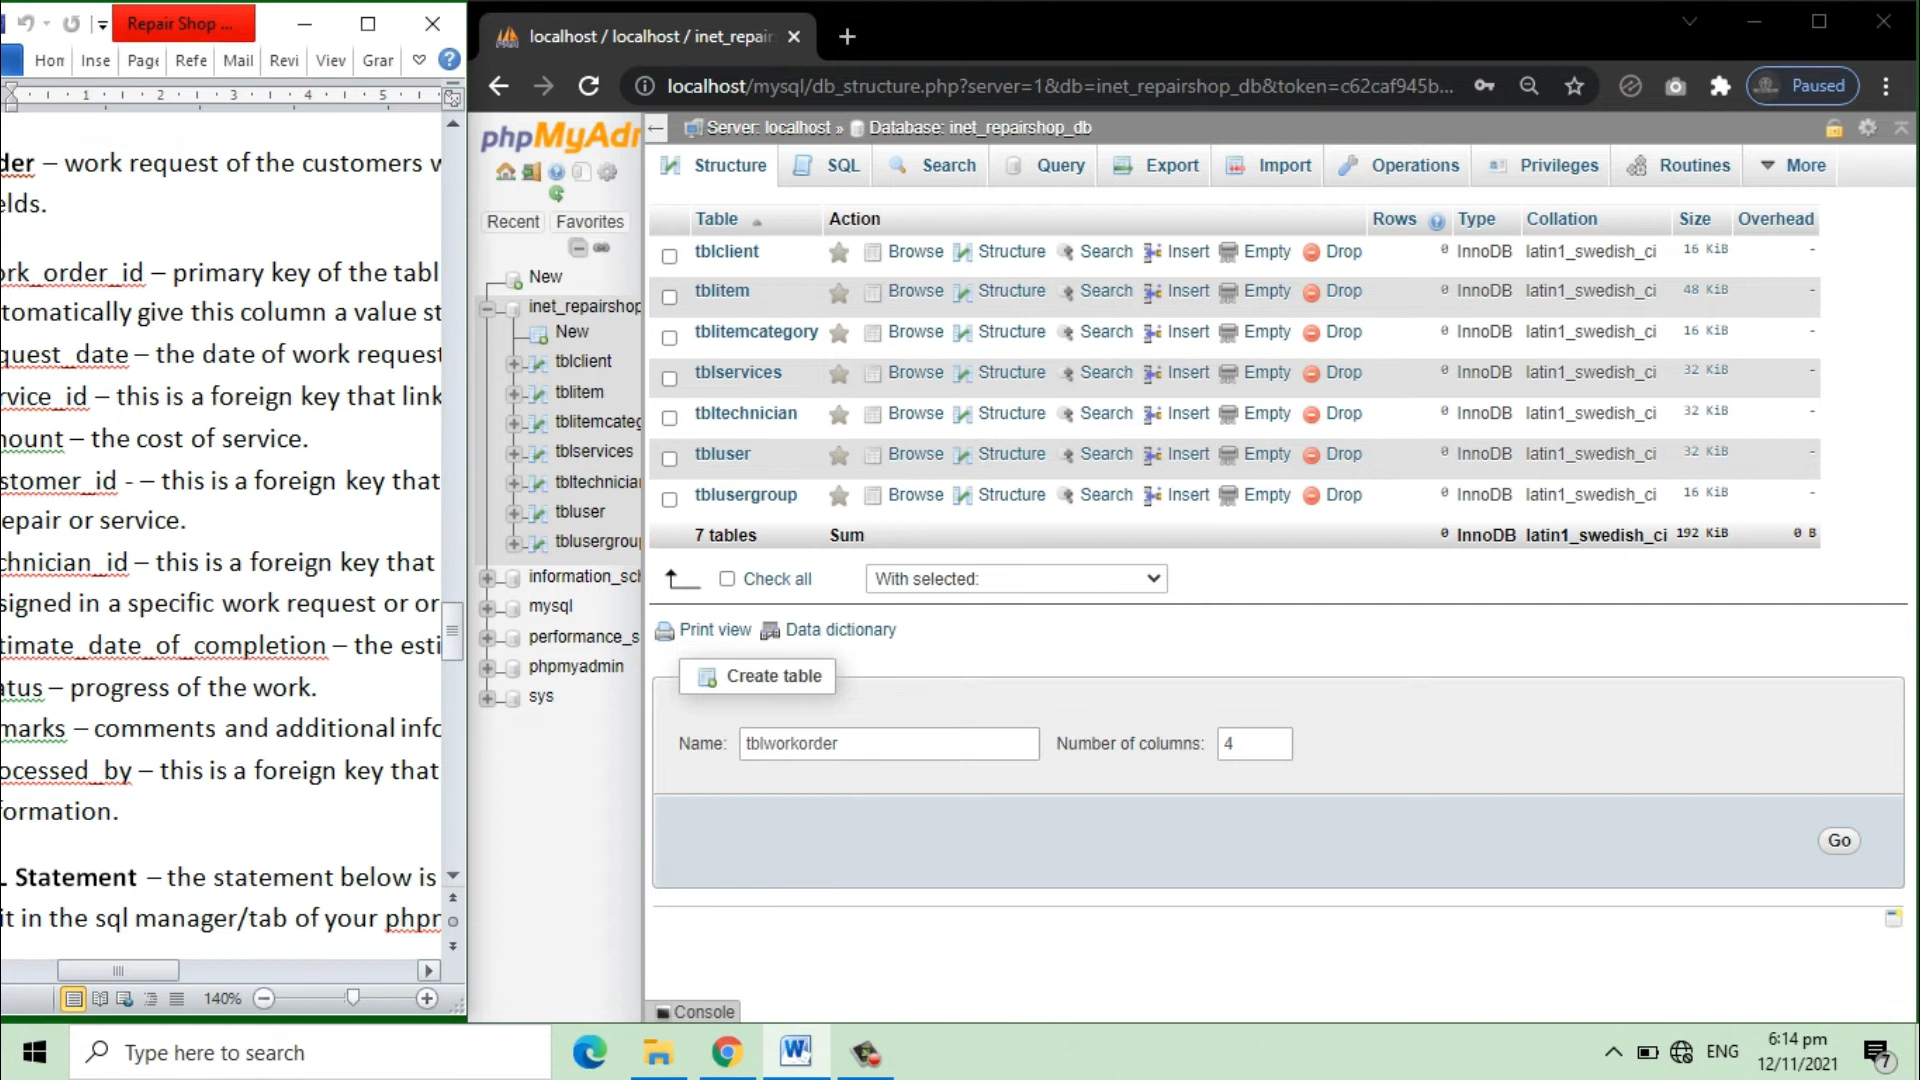 Repair Shop ...
Hon Inse Page Refe Mail Revi View Grar
1 2 3 4 5
der – work request of the customers w
elds.
ork_order_id – primary key of the tabl
tomatically give this column a value st
quest_date – the date of work request
rvice_id – this is a foreign key that link
nount – the cost of service.
stomer_id - – this is a foreign key that
epair or service.
chnician_id – this is a foreign key that
signed in a specific work request or or
timate_date_of_completion – the esti
atus – progress of the work.
marks – comments and additional info
ocessed_by – this is a foreign key that
formation.
L Statement – the statement below is
it in the sql manager/tab of your phpr
140%
localhost / localhost / inet_repair
localhost/mysql/db_structure.php?server=1&db=inet_repairshop_db&token=c62caf945b...
Paused
phpMyAdr
Recent Favorites
New
inet_repairshop
New
tblclient
tblitem
tblitemcateg
tblservices
tbltechnician
tbluser
tblusergrou
information_sch
mysql
performance_s
phpmyadmin
sys
Server: localhost » Database: inet_repairshop_db
Structure SQL Search Query Export Import Operations Privileges Routines More
Table Action Rows Type Collation Size Overhead
tblclient Browse Structure Search Insert Empty Drop 0 InnoDB latin1_swedish_ci 16 KiB -
tblitem Browse Structure Search Insert Empty Drop 0 InnoDB latin1_swedish_ci 48 KiB -
tblitemcategory Browse Structure Search Insert Empty Drop 0 InnoDB latin1_swedish_ci 16 KiB -
tblservices Browse Structure Search Insert Empty Drop 0 InnoDB latin1_swedish_ci 32 KiB -
tbltechnician Browse Structure Search Insert Empty Drop 0 InnoDB latin1_swedish_ci 32 KiB -
tbluser Browse Structure Search Insert Empty Drop 0 InnoDB latin1_swedish_ci 32 KiB -
tblusergroup Browse Structure Search Insert Empty Drop 0 InnoDB latin1_swedish_ci 16 KiB -
7 tables Sum 0 InnoDB latin1_swedish_ci 192 KiB 0 B
Check all With selected:
Print view Data dictionary
Create table
Name: tblworkorder Number of columns: 4
Go
Console
Type here to search
ENG
6:14 pm
12/11/2021
7